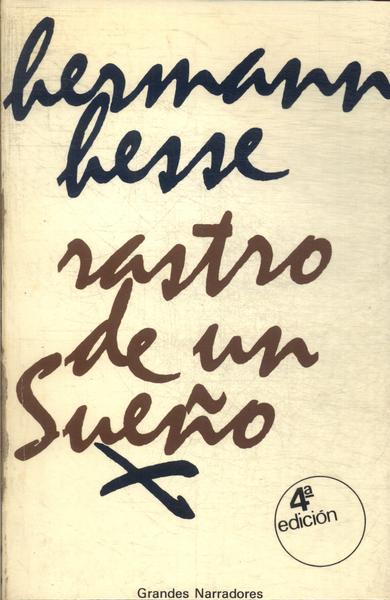 hermann
hesse
rastro
de un
Sueño
4ª
edición
Grandes Narradores